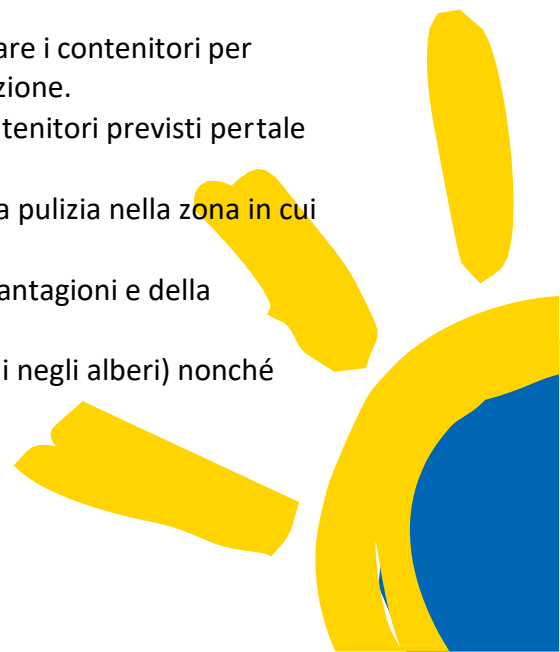 are i contenitori per
zione.
tenitori previsti pertale
a pulizia nella zona in cui
antagioni e della
i negli alberi) nonché